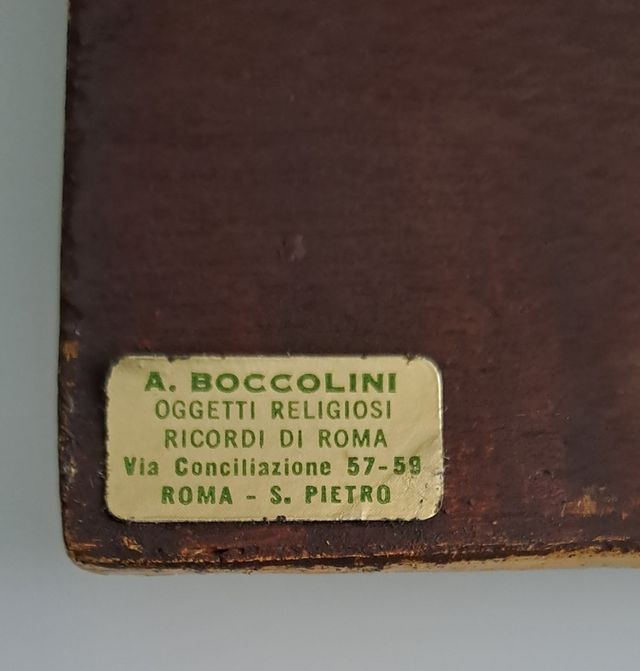 A. BOCCOLINI
OGGETTI RELIGIOSI
RICORDI DI ROMA
Via Conciliazione 57-59
ROMA - S. PIETRO